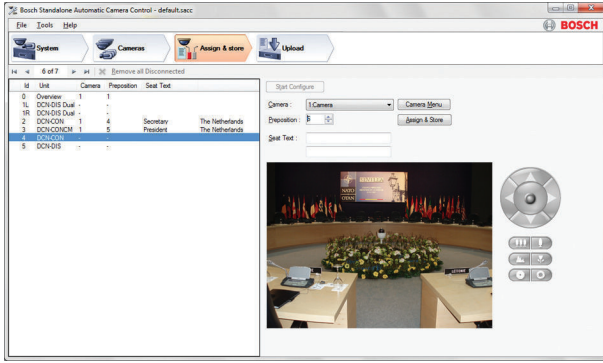 Bosch Standalone Automatic Camera Control - default.sacc
File Tools Help
BOSCH
System Cameras Assign & store Upload
6 of 7 Remove all Disconnected
Id Unit Camera Preposition Seat Text
0 Overview 1 1
1L DCN-DIS Dual - -
1R DCN-DIS Dual - -
2 DCN-CON 1 4 Secretary The Netherlands
3 DCN-CONCM 1 5 President The Netherlands
4 DCN-CON - -
5 DCN-DIS - -
Start Configure
Camera : 1:Camera Camera Menu
Preposition : Assign & Store
Seat Text :
NATO
OTAN